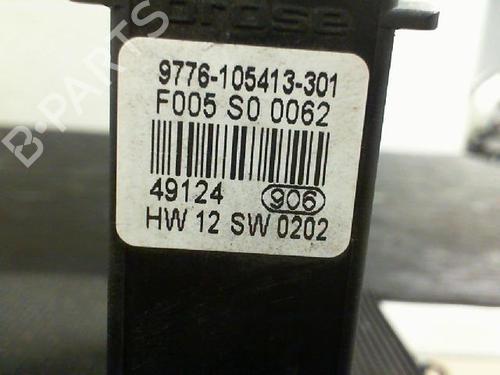 9776-105413-301
F005 S0 0062
49124 906
HW 12 SW 0202
B-PARTS